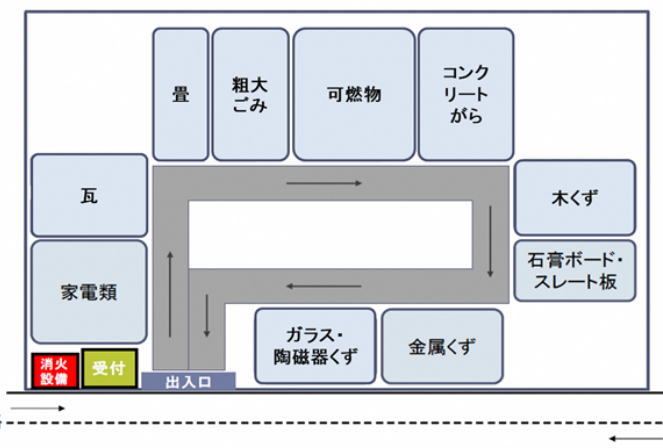 畳
粗大
ごみ
可燃物
コンク
リート
がら
瓦
木くず
家電類
石膏ボード・
スレート板
ガラス・
陶磁器くず
金属くず
消火
設備
受付
出入口